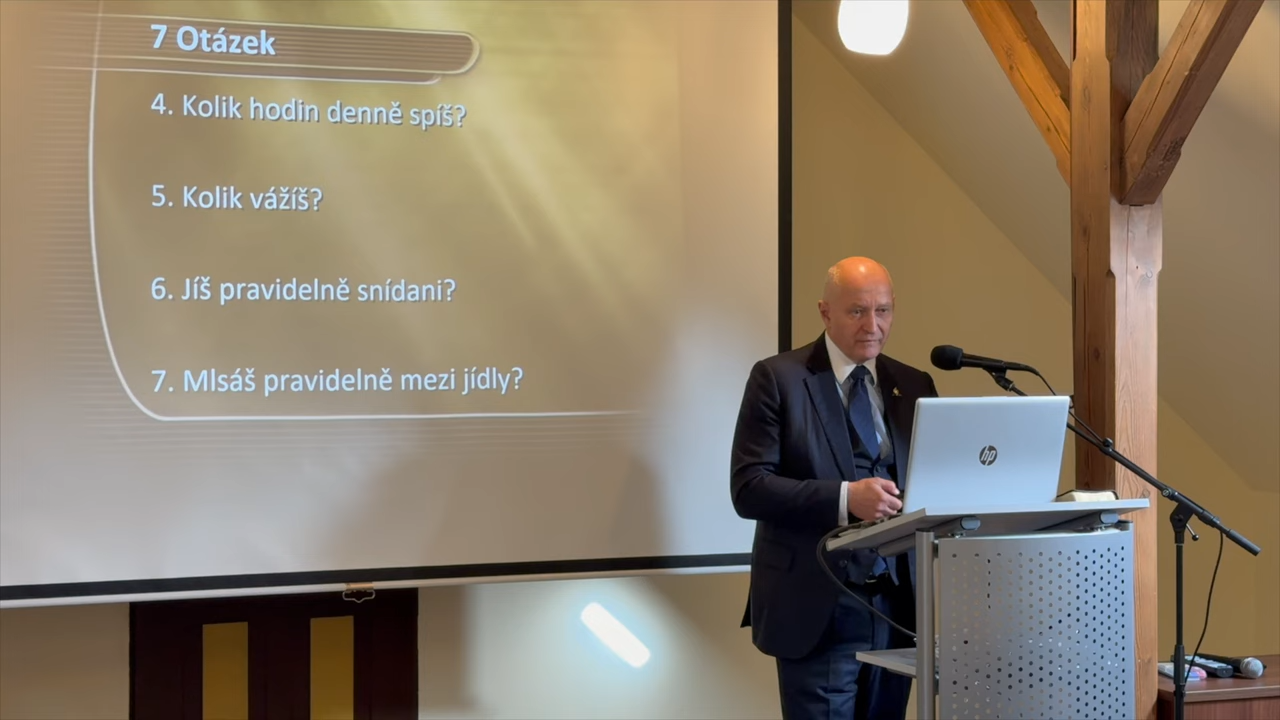 7 Otázek
4. Kolik hodin denně spíš?
5. Kolik vážíš?
6. Jíš pravidelně snídani?
7. Mlsáš pravidelně mezi jídly?
hp